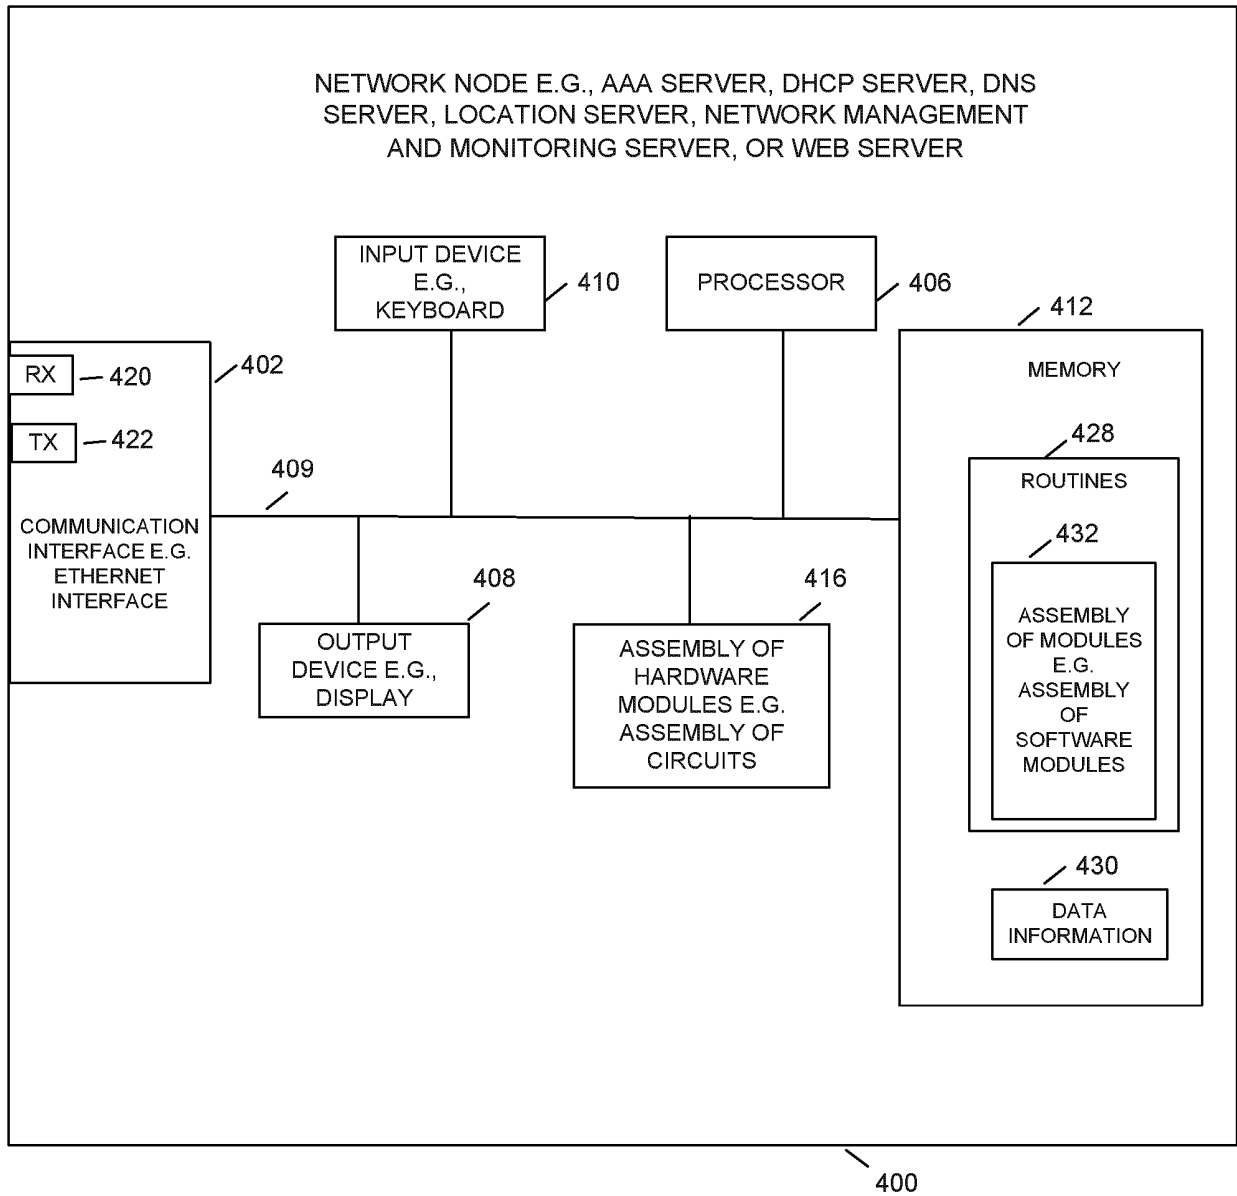 NETWORK NODE E.G., AAA SERVER, DHCP SERVER, DNS
SERVER, LOCATION SERVER, NETWORK MANAGEMENT
AND MONITORING SERVER, OR WEB SERVER
INPUT DEVICE
E.G.,
KEYBOARD
410
PROCESSOR
406
412
MEMORY
RX
420
402
TX
422
COMMUNICATION
INTERFACE E.G.
ETHERNET
INTERFACE
409
428
ROUTINES
432
ASSEMBLY
OF MODULES
E.G.
ASSEMBLY
OF
SOFTWARE
MODULES
408
OUTPUT
DEVICE E.G.,
DISPLAY
416
ASSEMBLY OF
HARDWARE
MODULES E.G.
ASSEMBLY OF
CIRCUITS
430
DATA
INFORMATION
400